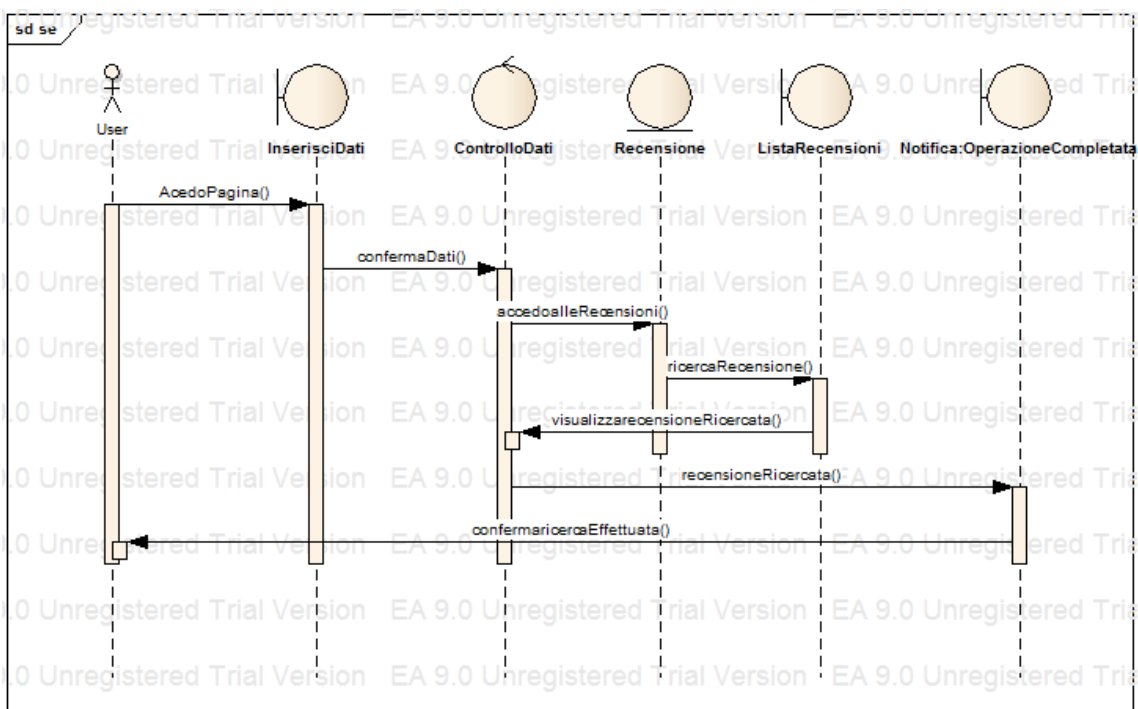 sd se
User
InserisciDati
ControlloDati
Recensione
ListaRecensioni
Notifica:OperazioneCompletata
AcedoPagina()
confermaDati()
accedoalleRecensioni()
ricercaRecensione()
visualizzarecensioneRicercata()
recensioneRicercata()
confermaricercaEffettuata()
EA 9.0 Unregistered Trial Version